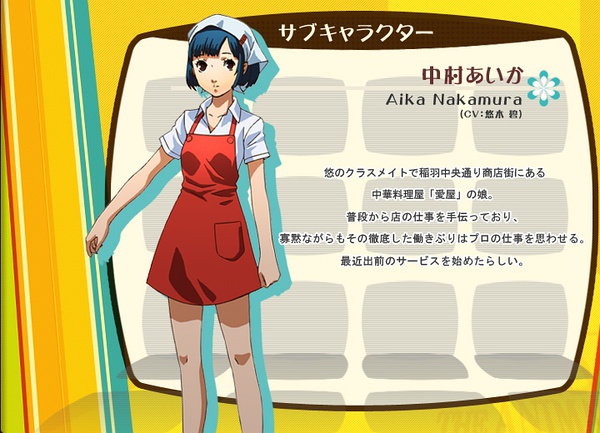 サブキャラクター
中村あいか
Aika Nakamura
(CV:悠木 碧)
悠のクラスメイトで稲羽中央通り商店街にある
中華料理屋「愛屋」の娘。
普段から店の仕事を手伝っており、
寡黙ながらもその徹底した働きぶりはプロの仕事を思わせる。
最近出前のサービスを始めたらしい。
THE ANIM